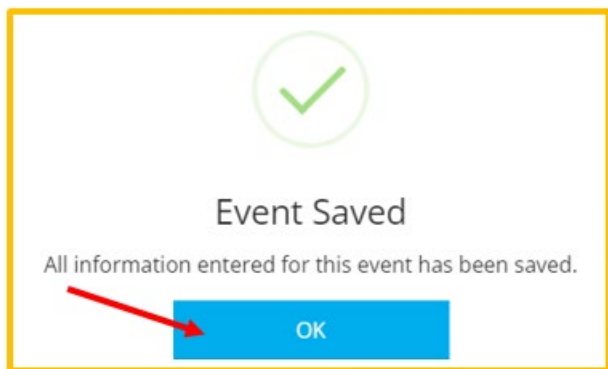 Event Saved
All information entered for this event has been saved.
OK